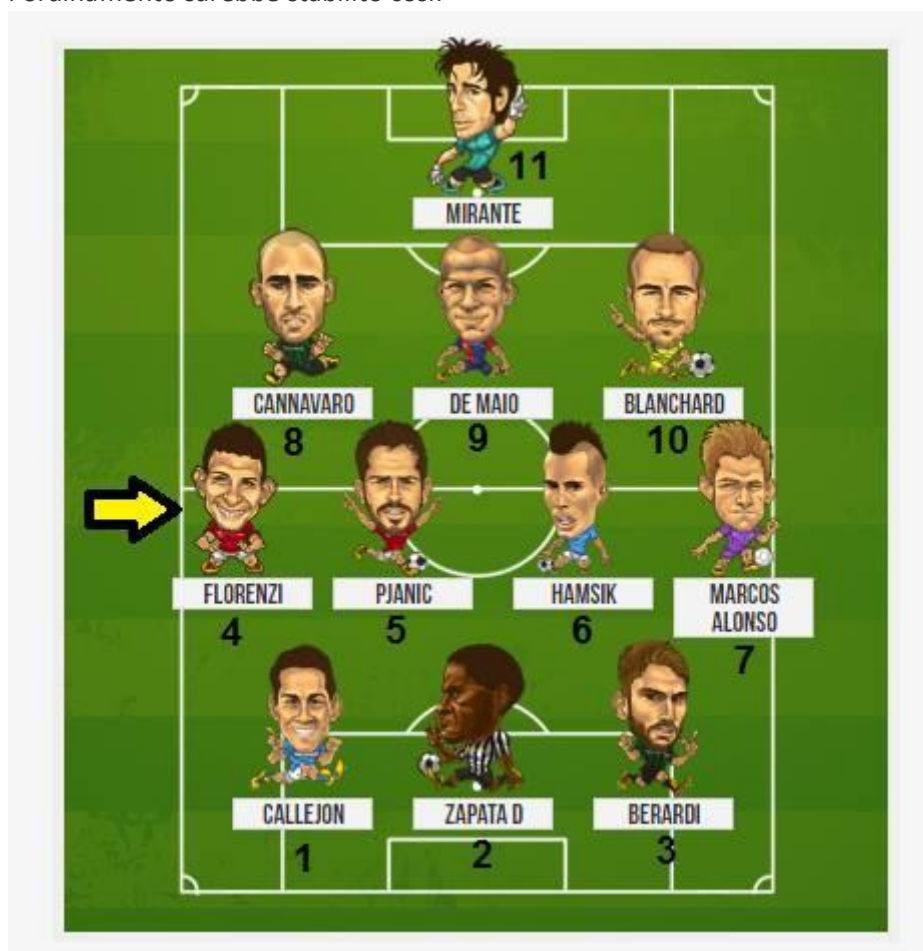 11
MIRANTE
CANNAVARO DE MAIO BLANCHARD
8 9 10
FLORENZI PJANIC HAMSIK MARCOS
ALONSO
4 5 6 7
CALLEJON ZAPATA D BERARDI
1 2 3